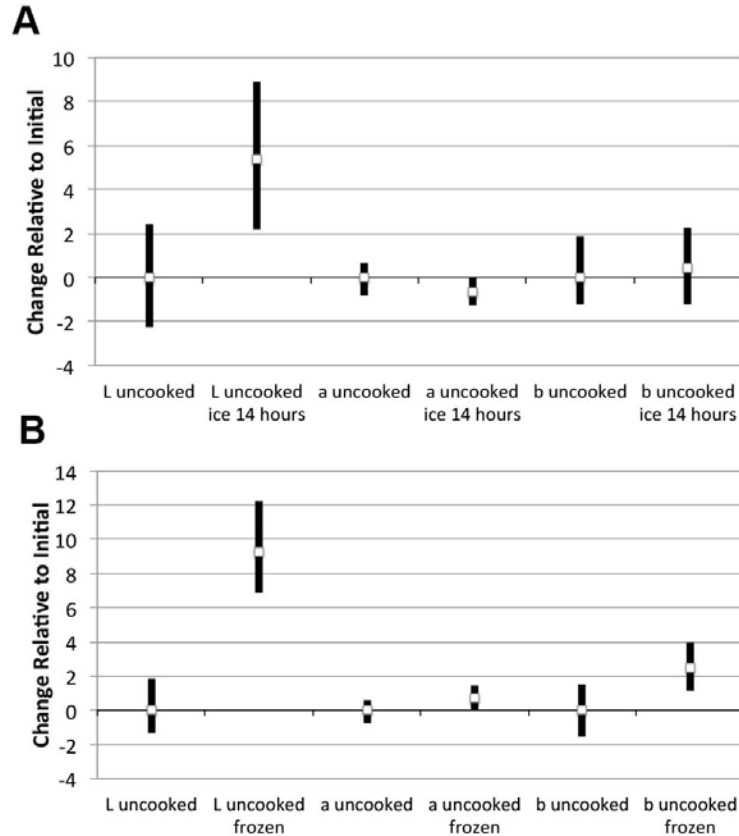 A
Change Relative to Initial
10
8
6
4
2
0
-2
-4
L uncooked
L uncooked
ice 14 hours
a uncooked
a uncooked
ice 14 hours
b uncooked
b uncooked
ice 14 hours
B
Change Relative to Initial
14
12
10
8
6
4
2
0
-2
-4
L uncooked
L uncooked
frozen
a uncooked
a uncooked
frozen
b uncooked
b uncooked
frozen